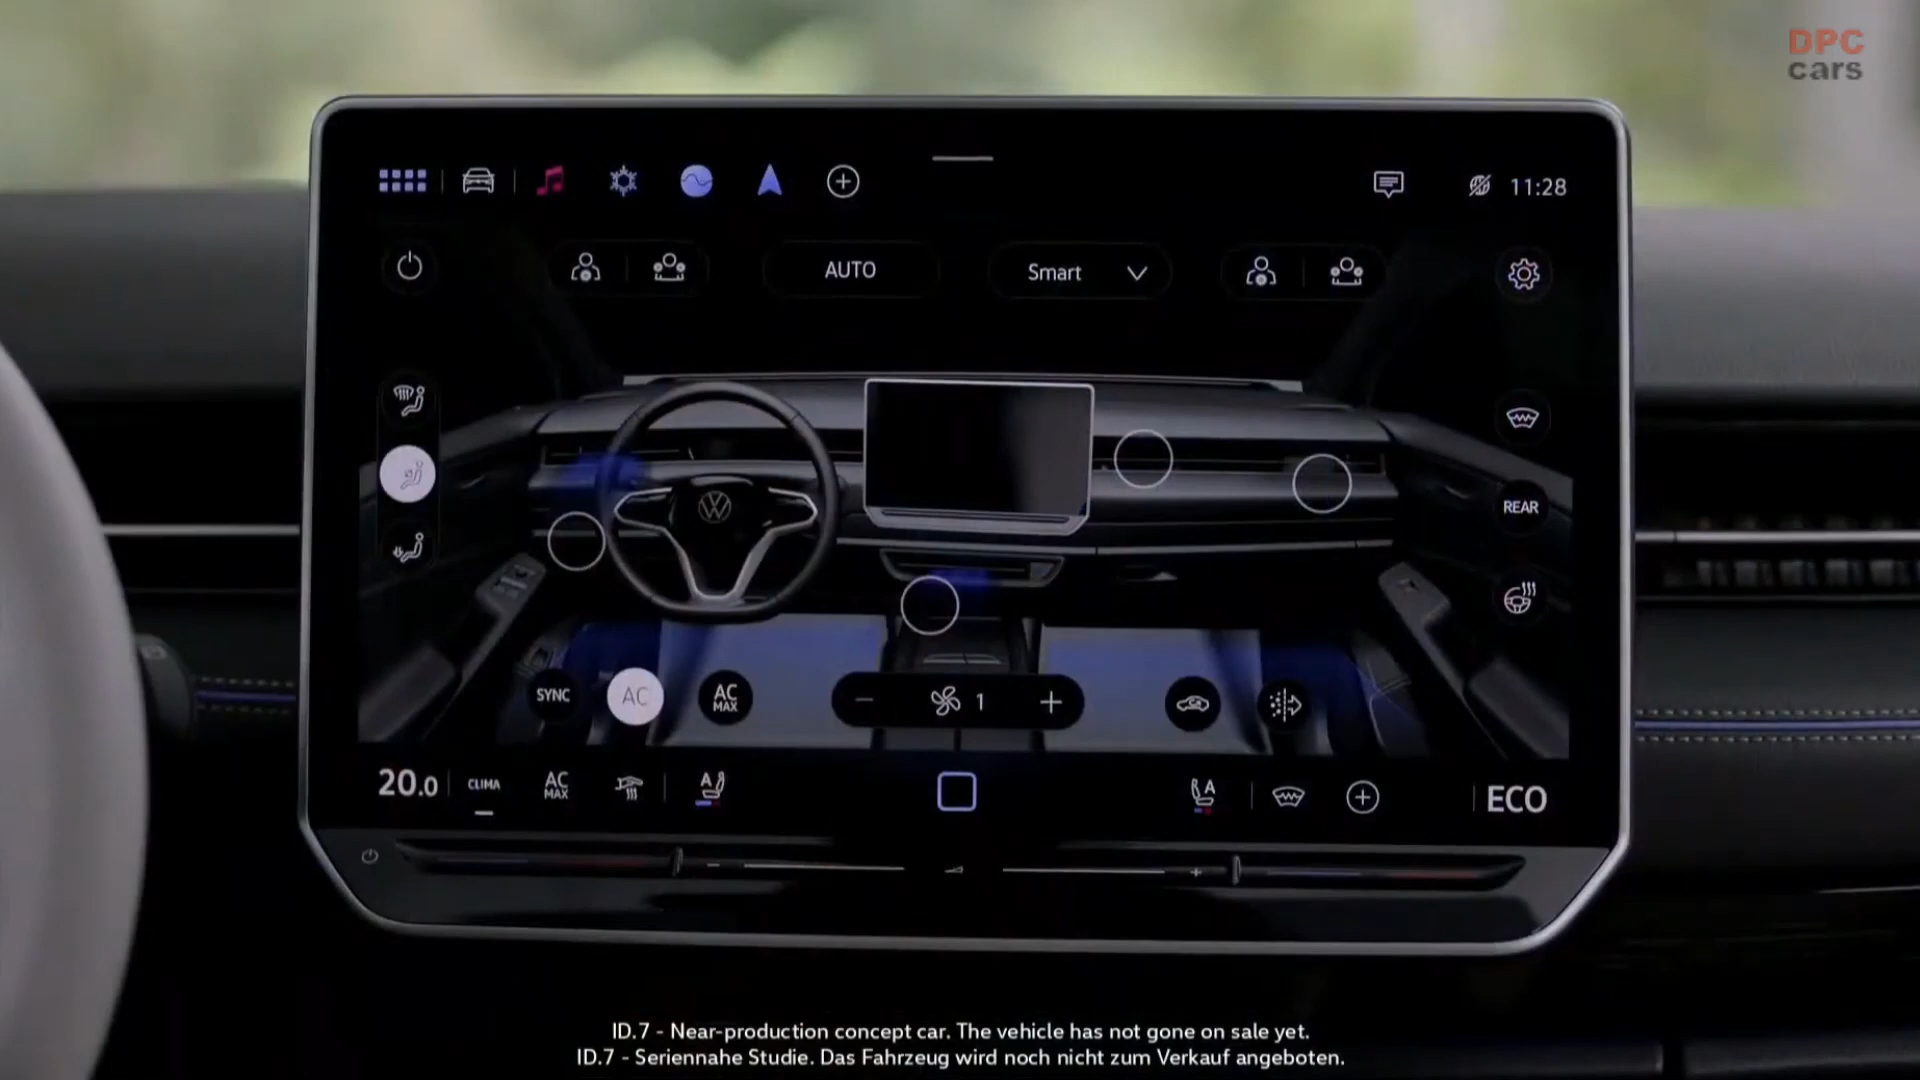 DPC
cars
11:28
AUTO
Smart
REAR
SYNC
AC
AC
MAX
1
A
20.0
CLIMA
AC
MAX
A
ECO
ID.7 - Near-production concept car. The vehicle has not gone on sale yet.
ID.7 - Seriennahe Studie. Das Fahrzeug wird noch nicht zum Verkauf angeboten.